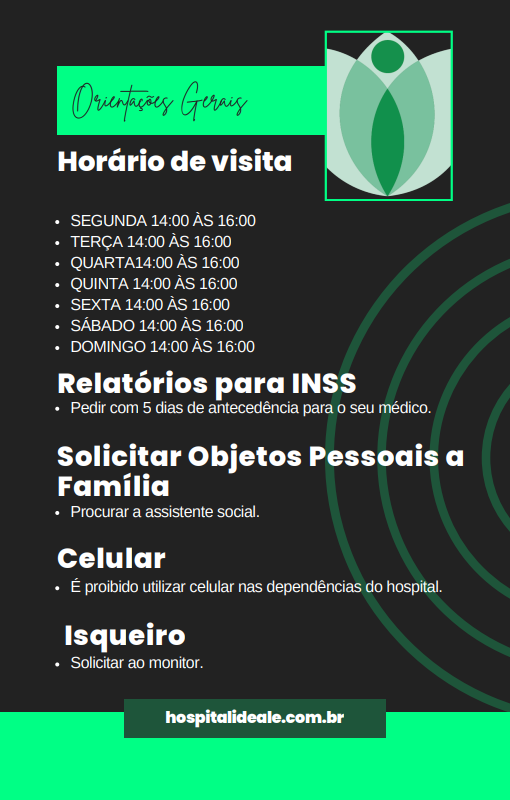 Orientações Gerais
Horário de visita
SEGUNDA 14:00 ÀS 16:00
TERÇA 14:00 ÀS 16:00
QUARTA14:00 ÀS 16:00
QUINTA 14:00 ÀS 16:00
SEXTA 14:00 ÀS 16:00
SÁBADO 14:00 ÀS 16:00
DOMINGO 14:00 ÀS 16:00
Relatórios para INSS
Pedir com 5 dias de antecedência para o seu médico.
Solicitar Objetos Pessoais a
Família
Procurar a assistente social.
Celular
É proibido utilizar celular nas dependências do hospital.
Isqueiro
Solicitar ao monitor.
hospitalideale.com.br